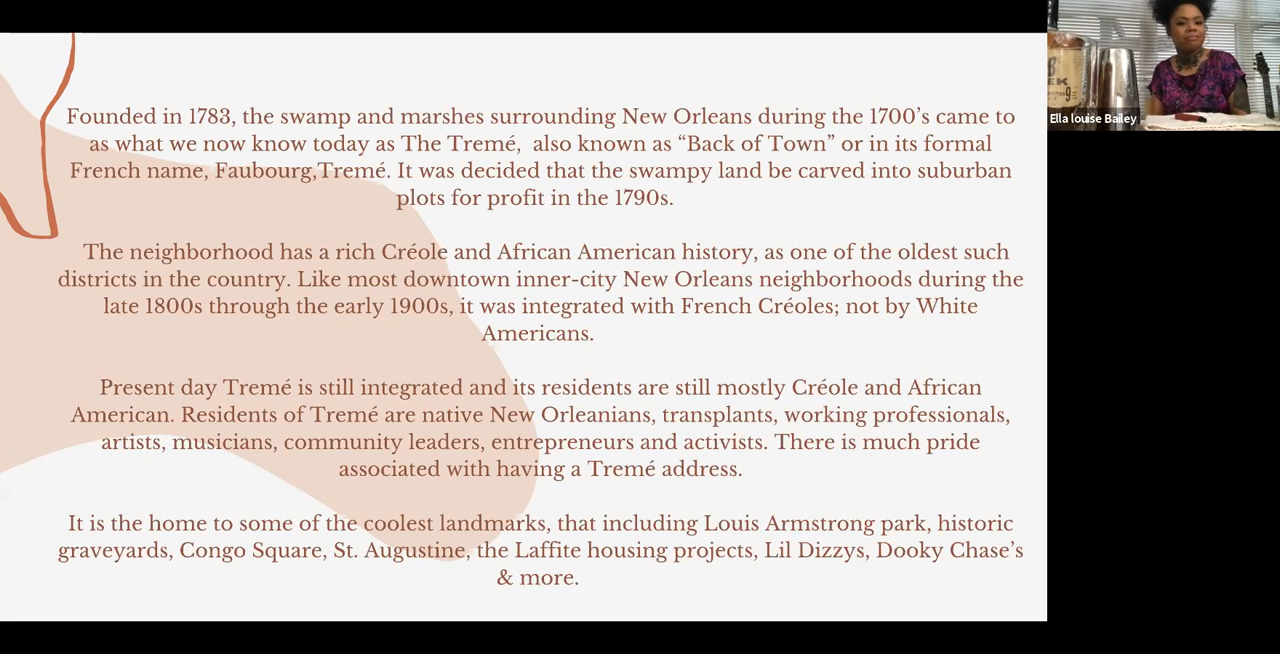 Founded in 1783, the swamp and marshes surrounding New Orleans during the 1700’s came to
as what we now know today as The Tremé, also known as “Back of Town” or in its formal
French name, Faubourg,Tremé. It was decided that the swampy land be carved into suburban
plots for profit in the 1790s.
The neighborhood has a rich Créole and African American history, as one of the oldest such
districts in the country. Like most downtown inner-city New Orleans neighborhoods during the
late 1800s through the early 1900s, it was integrated with French Créoles; not by White
Americans.
Present day Tremé is still integrated and its residents are still mostly Créole and African
American. Residents of Tremé are native New Orleanians, transplants, working professionals,
artists, musicians, community leaders, entrepreneurs and activists. There is much pride
associated with having a Tremé address.
It is the home to some of the coolest landmarks, that including Louis Armstrong park, historic
graveyards, Congo Square, St. Augustine, the Laffite housing projects, Lil Dizzys, Dooky Chase’s
& more.
Ella louise Bailey